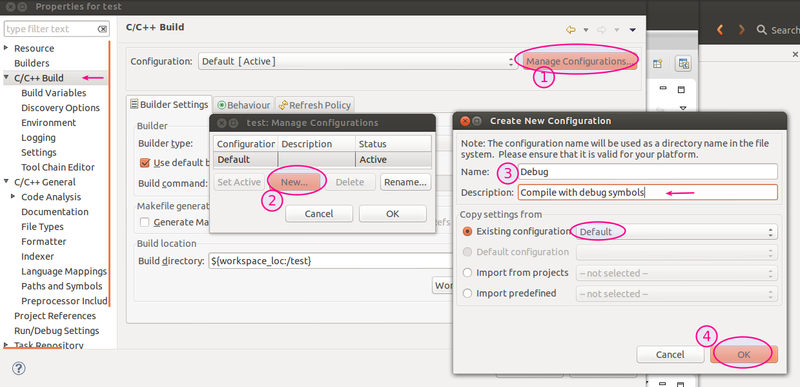 Properties for test
type filter text
Resource
Builders
C/C++ Build
Build Variables
Discovery Options
Environment
Logging
Settings
Tool Chain Editor
C/C++ General
Code Analysis
Documentation
File Types
Formatter
Indexer
Language Mappings
Paths and Symbols
Preprocessor Includ
Project References
Run/Debug Settings
Task Repository
C/C++ Build
Configuration:
Default [ Active ]
Manage Configurations...
1
Builder Settings
Behaviour
Refresh Policy
Builder
Builder type:
Use default b
Build command:
Makefile generat
Generate Ma
efs
Build location
Build directory:
${workspace_loc:/test}
Wor
test: Manage Configurations
Configuration Description Status
Default Active
Set Active New... Delete Rename...
2
Cancel OK
Search
Create New Configuration
Note: The configuration name will be used as a directory name in the file
system. Please ensure that it is valid for your platform.
Name: 3 Debug
Description: Compile with debug symbols
Copy settings from
Existing configuration Default
Default configuration
Import from projects -- not selected --
Import predefined -- not selected --
4
Cancel OK
?